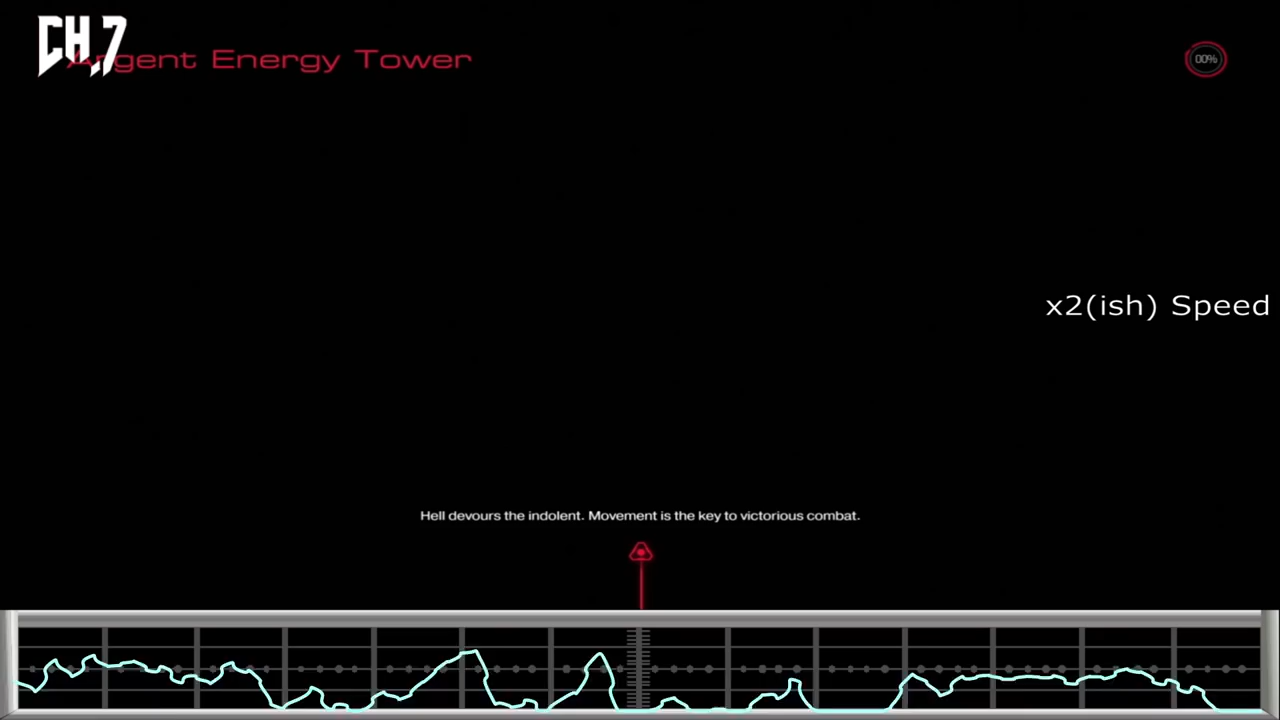 CH.7
Argent Energy Tower
00%
x2(ish) Speed
Hell devours the indolent. Movement is the key to victorious combat.